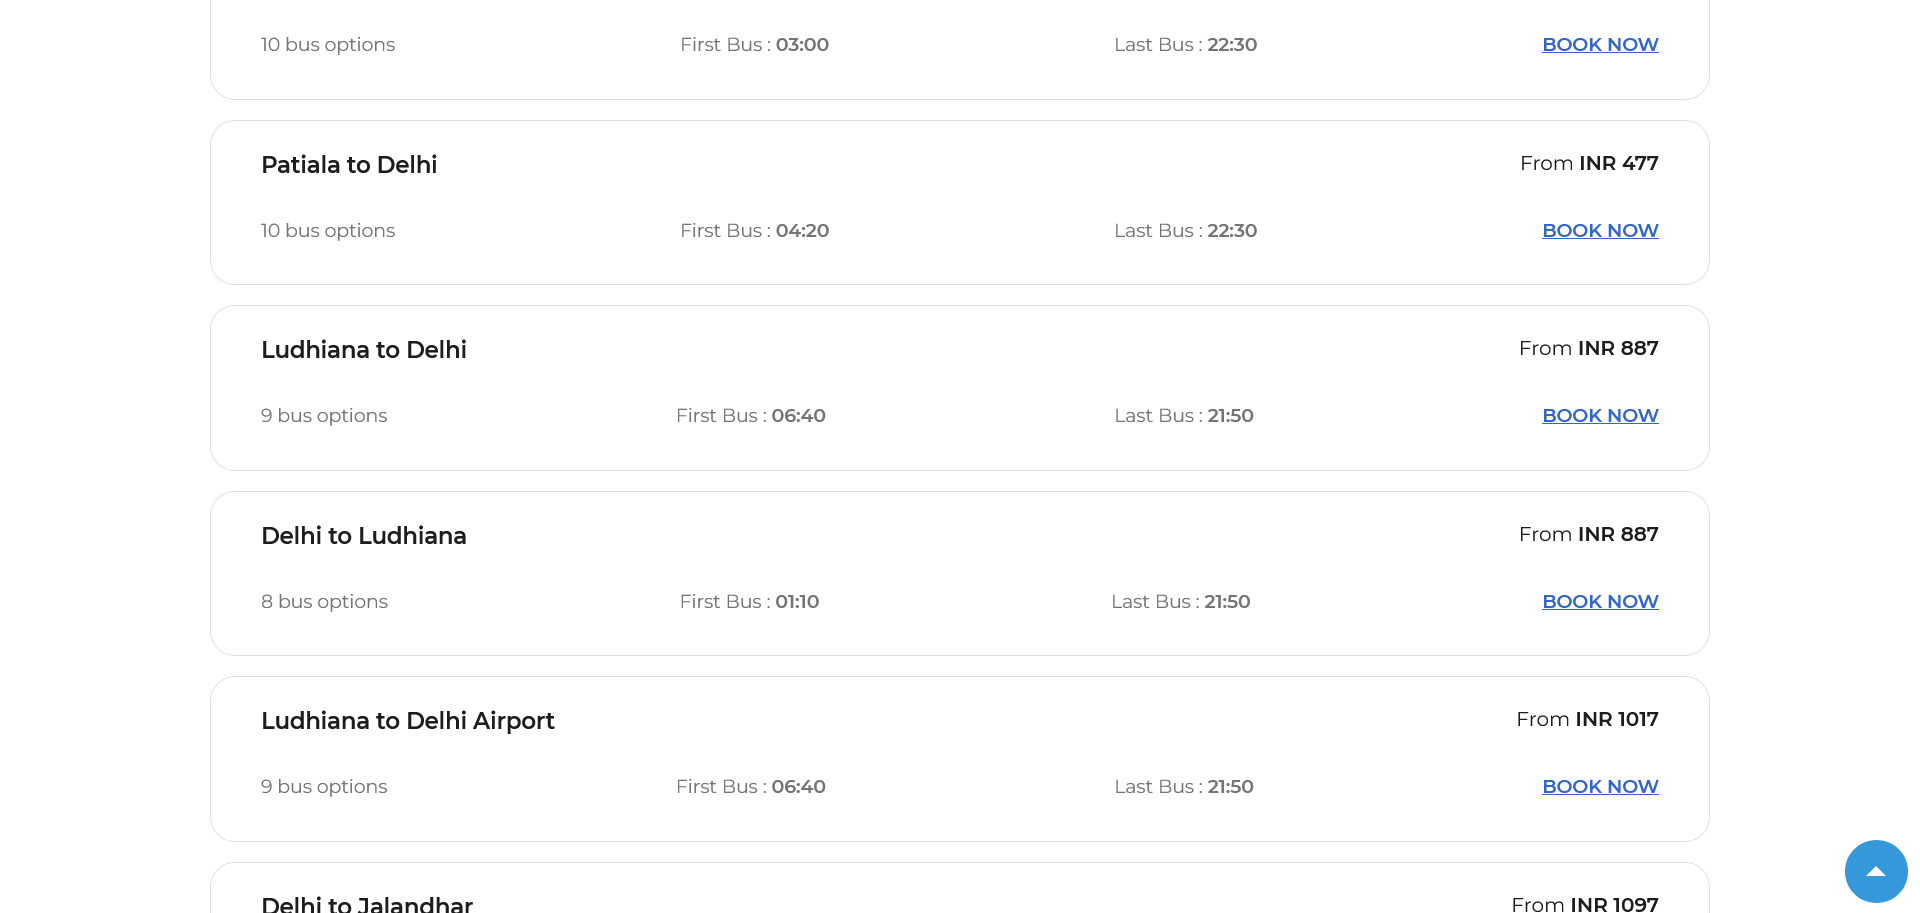 10 bus options First Bus : 03:00 Last Bus : 22:30 BOOK NOW
Patiala to Delhi From INR 477
10 bus options First Bus : 04:20 Last Bus : 22:30 BOOK NOW
Ludhiana to Delhi From INR 887
9 bus options First Bus : 06:40 Last Bus : 21:50 BOOK NOW
Delhi to Ludhiana From INR 887
8 bus options First Bus : 01:10 Last Bus : 21:50 BOOK NOW
Ludhiana to Delhi Airport From INR 1017
9 bus options First Bus : 06:40 Last Bus : 21:50 BOOK NOW
Delhi to Jalandhar From INR 1097